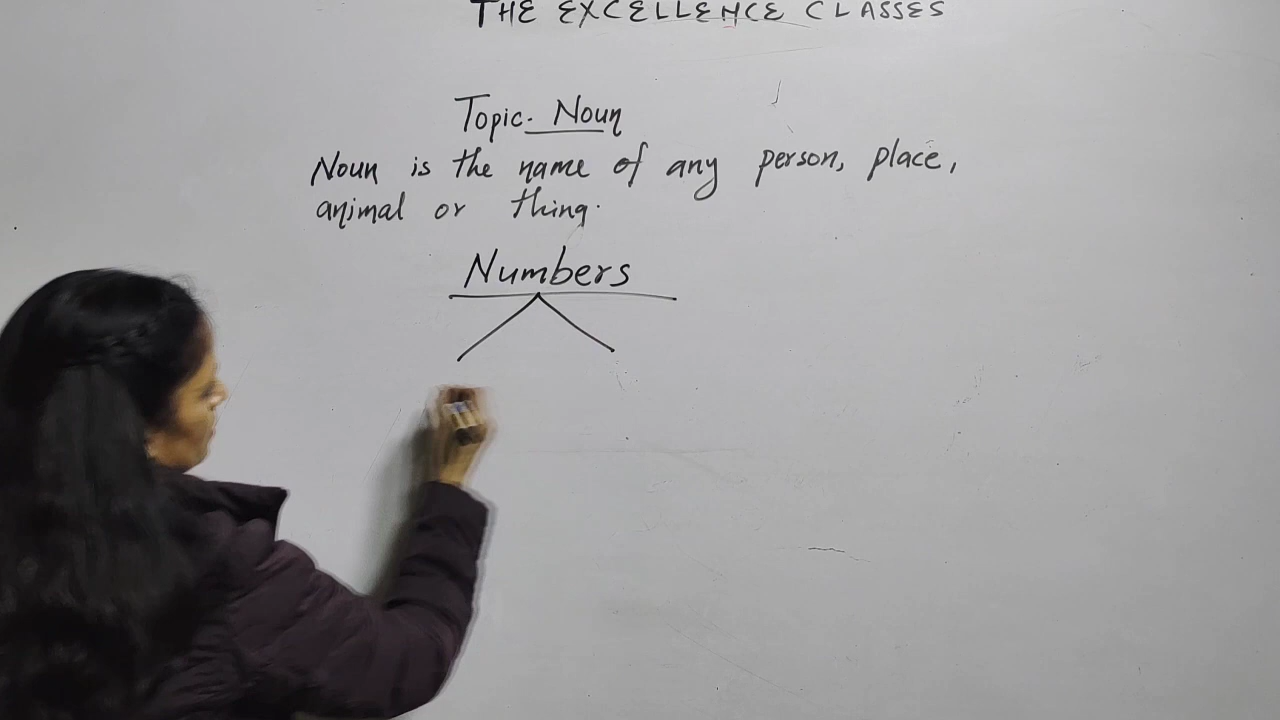 THE EXCELLENCE CLASSES
Topic. Noun
Noun is the name of any person, place,
animal or thing.
Numbers